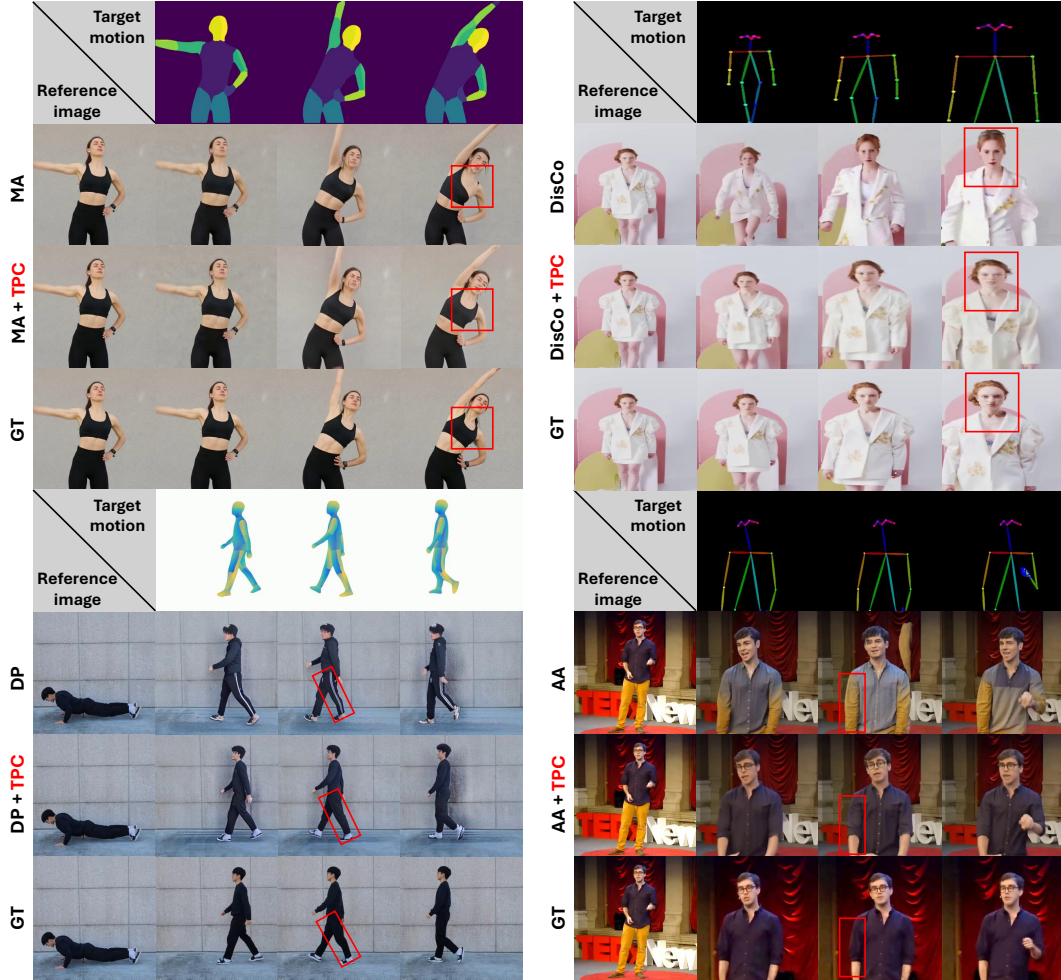 Target
motion
Reference
image
MA
MA + TPC
GT
Target
motion
Reference
image
DisCo
DisCo + TPC
GT
Target
motion
Reference
image
DP
DP + TPC
GT
Target
motion
Reference
image
AA
AA + TPC
GT